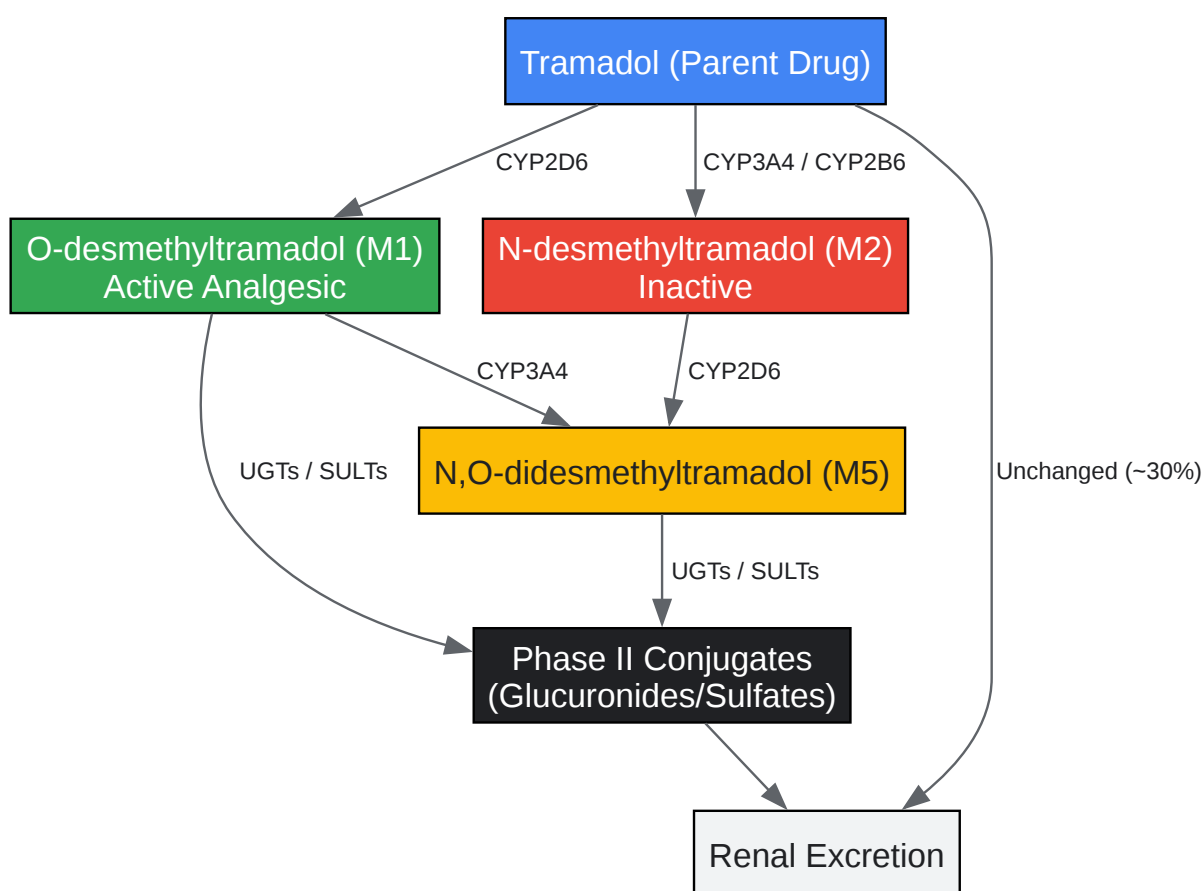 Tramadol (Parent Drug)
CYP2D6
CYP3A4 / CYP2B6
O-desmethyltramadol (M1)
Active Analgesic
N-desmethyltramadol (M2)
Inactive
CYP3A4
CYP2D6
UGTs / SULTs
N,O-didesmethyltramadol (M5)
Unchanged (~30%)
UGTs / SULTs
Phase II Conjugates
(Glucuronides/Sulfates)
Renal Excretion